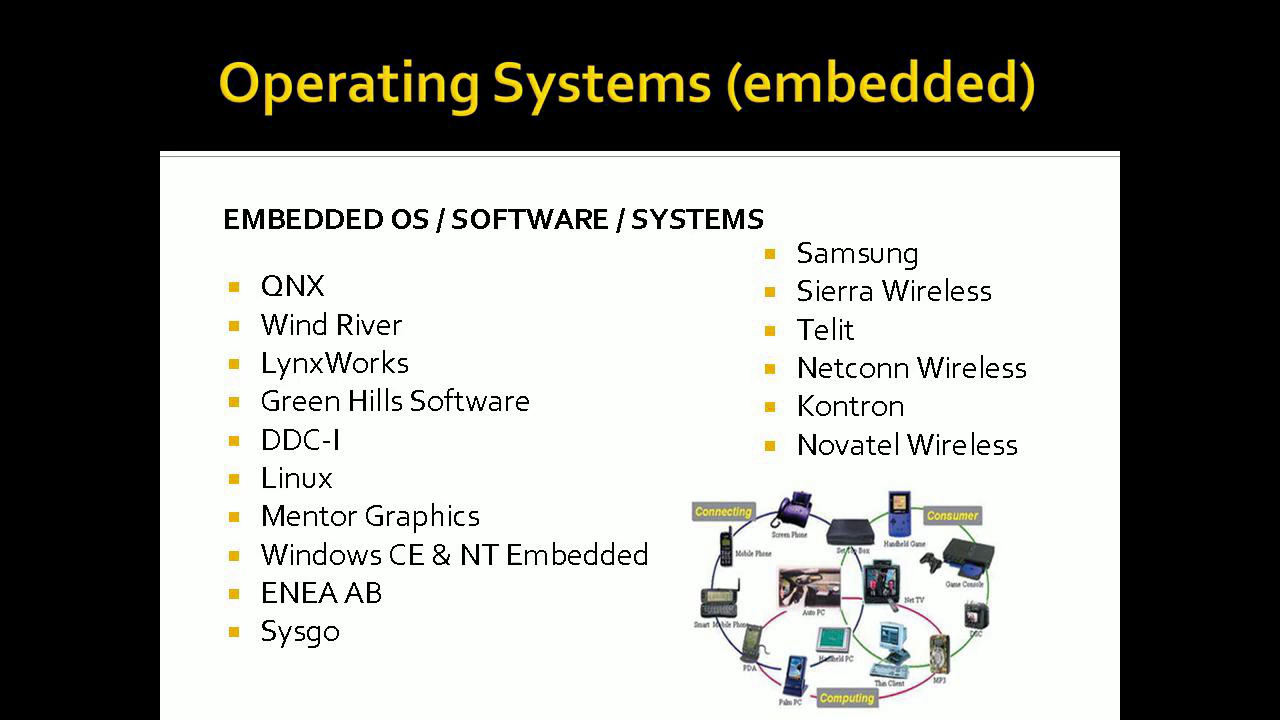 Operating Systems (embedded)
EMBEDDED OS / SOFTWARE / SYSTEMS
QNX
Wind River
LynxWorks
Green Hills Software
DDC-I
Linux
Mentor Graphics
Windows CE & NT Embedded
ENEA AB
Sysgo
Samsung
Sierra Wireless
Telit
Netconn Wireless
Kontron
Novatel Wireless
Connecting
Consumer
Screen Phone
Handheld Game
Mobile Phone
Set Top Box
Game Console
Auto PC
Net TV
Smart Mobile Phone
DSC
PDA
Handheld PC
Thin Client
MP3
Palm PC
Computing